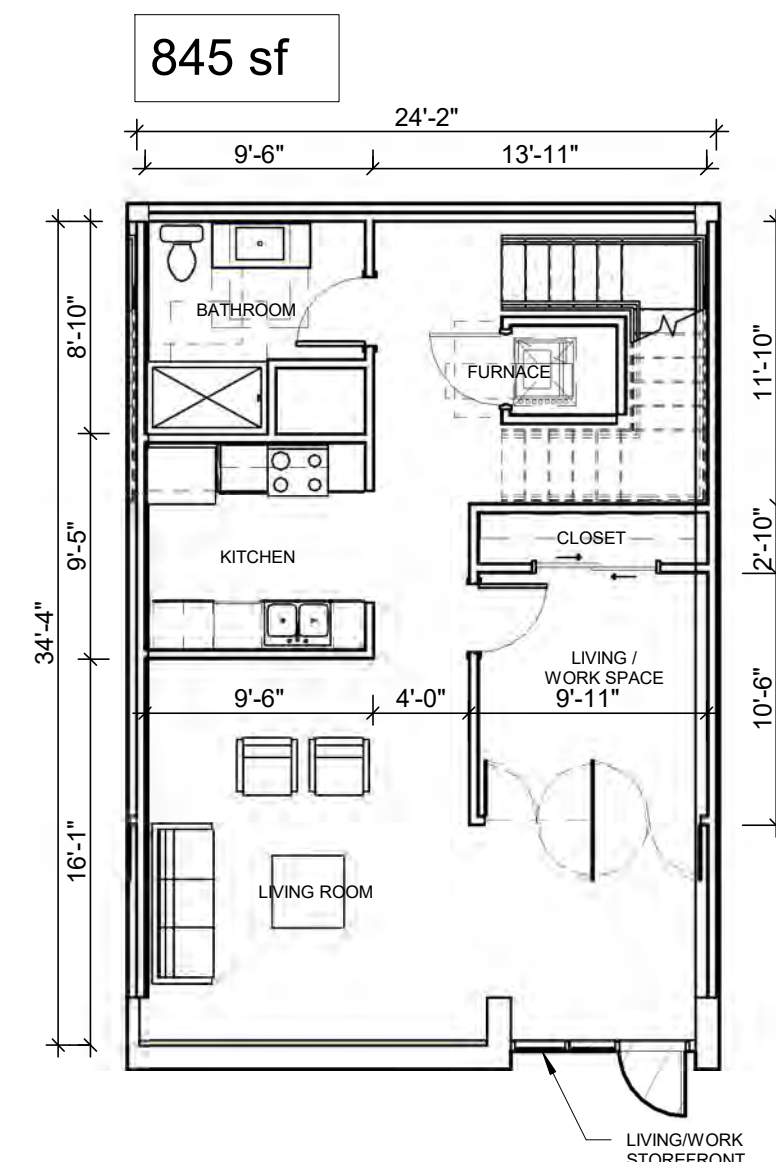 845 sf
24'-2"
9'-6"
13'-11"
8'-10"
BATHROOM
FURNACE
11'-10"
9'-5"
KITCHEN
CLOSET
2'-10"
34'-4"
LIVING /
WORK SPACE
9'-6"
4'-0"
9'-11"
10'-6"
16'-1"
LIVING ROOM
LIVING/WORK
STOREFRONT